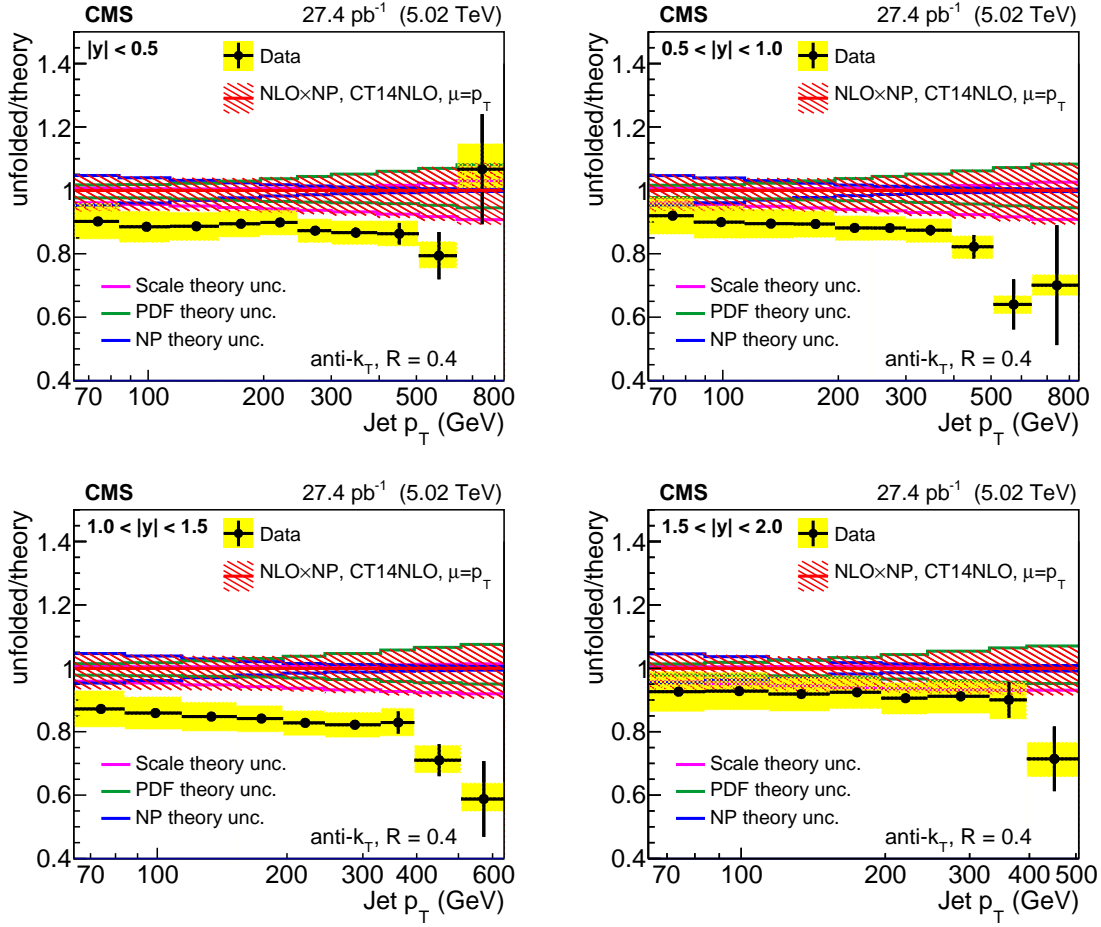 CMS 27.4 pb⁻¹ (5.02 TeV)
|y| < 0.5
Data
NLO×NP, CT14NLO, μ=p_T
unfolded/theory
1.4
1.2
1
0.8
0.6
0.4
Scale theory unc.
PDF theory unc.
NP theory unc.
anti-k_T, R = 0.4
70 100 200 300 400 500 800
Jet p_T (GeV)
CMS 27.4 pb⁻¹ (5.02 TeV)
0.5 < |y| < 1.0
Data
NLO×NP, CT14NLO, μ=p_T
unfolded/theory
1.4
1.2
1
0.8
0.6
0.4
Scale theory unc.
PDF theory unc.
NP theory unc.
anti-k_T, R = 0.4
70 100 200 300 400 500 800
Jet p_T (GeV)
CMS 27.4 pb⁻¹ (5.02 TeV)
1.0 < |y| < 1.5
Data
NLO×NP, CT14NLO, μ=p_T
unfolded/theory
1.4
1.2
1
0.8
0.6
0.4
Scale theory unc.
PDF theory unc.
NP theory unc.
anti-k_T, R = 0.4
70 100 200 300 400 600
Jet p_T (GeV)
CMS 27.4 pb⁻¹ (5.02 TeV)
1.5 < |y| < 2.0
Data
NLO×NP, CT14NLO, μ=p_T
unfolded/theory
1.4
1.2
1
0.8
0.6
0.4
Scale theory unc.
PDF theory unc.
NP theory unc.
anti-k_T, R = 0.4
70 100 200 300 400 500
Jet p_T (GeV)